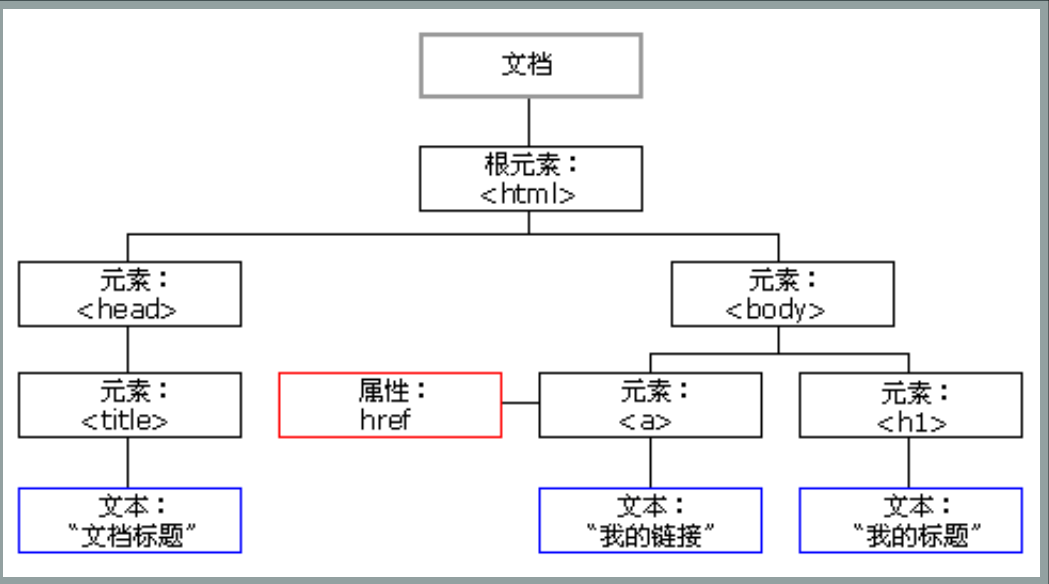 文档
根元素：
<html>
元素：
<head>
元素：
<body>
元素：
<title>
属性：
href
元素：
<a>
元素：
<h1>
文本：
“文档标题”
文本：
“我的链接”
文本：
“我的标题”